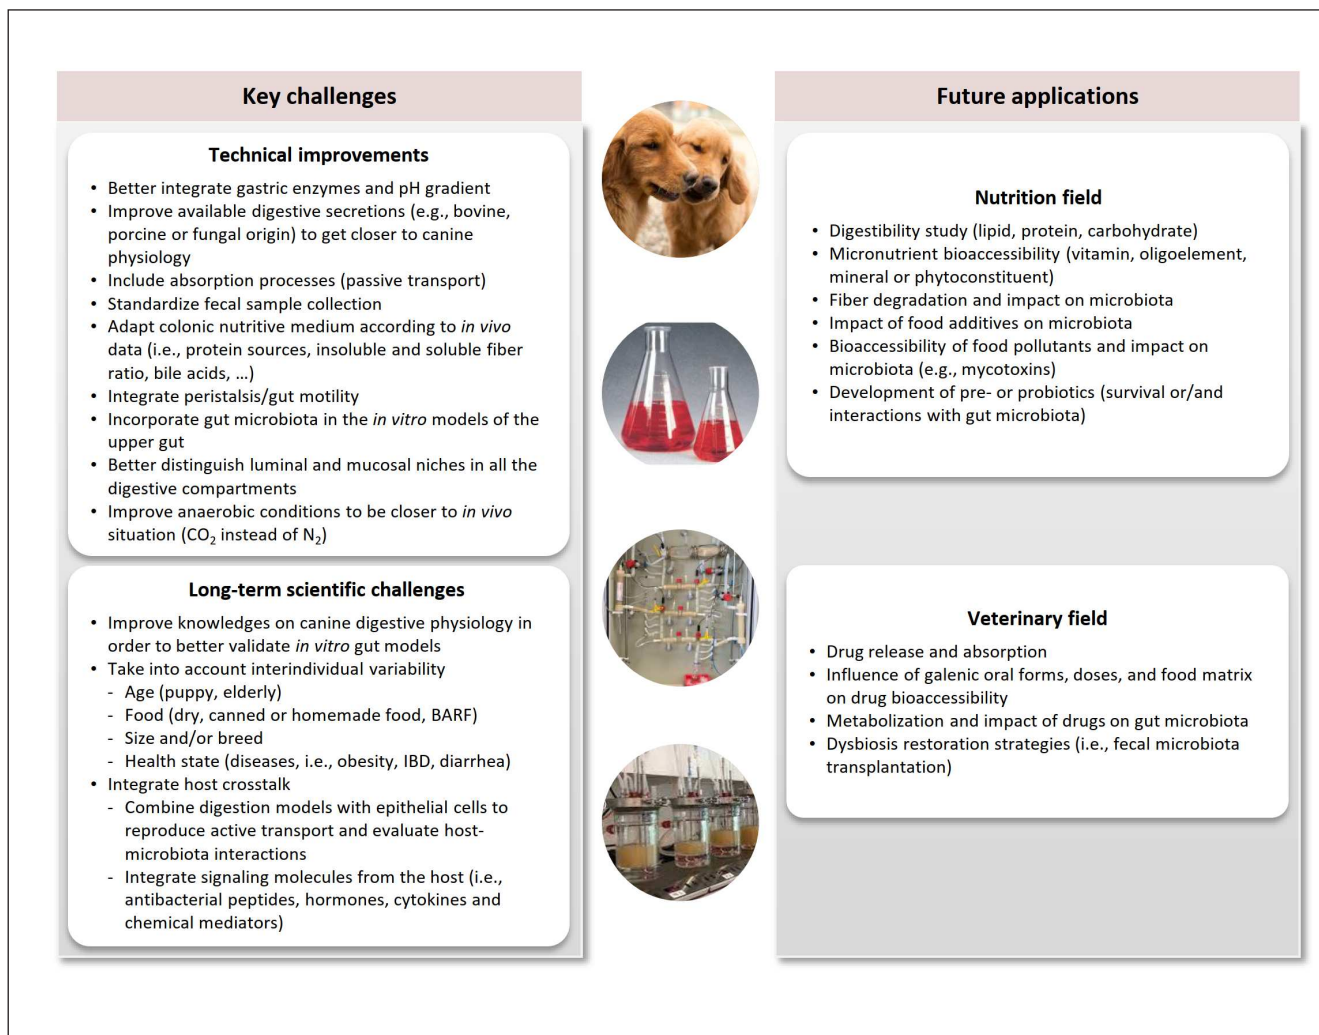 Key challenges
Technical improvements
• Better integrate gastric enzymes and pH gradient
• Improve available digestive secretions (e.g., bovine,
porcine or fungal origin) to get closer to canine
physiology
• Include absorption processes (passive transport)
• Standardize fecal sample collection
• Adapt colonic nutritive medium according to in vivo
data (i.e., protein sources, insoluble and soluble fiber
ratio, bile acids, ...)
• Integrate peristalsis/gut motility
• Incorporate gut microbiota in the in vitro models of the
upper gut
• Better distinguish luminal and mucosal niches in all the
digestive compartments
• Improve anaerobic conditions to be closer to in vivo
situation (CO₂ instead of N₂)
Long-term scientific challenges
• Improve knowledges on canine digestive physiology in
order to better validate in vitro gut models
• Take into account interindividual variability
- Age (puppy, elderly)
- Food (dry, canned or homemade food, BARF)
- Size and/or breed
- Health state (diseases, i.e., obesity, IBD, diarrhea)
• Integrate host crosstalk
- Combine digestion models with epithelial cells to
reproduce active transport and evaluate host-
microbiota interactions
- Integrate signaling molecules from the host (i.e.,
antibacterial peptides, hormones, cytokines and
chemical mediators)
Future applications
Nutrition field
• Digestibility study (lipid, protein, carbohydrate)
• Micronutrient bioaccessibility (vitamin, oligoelement,
mineral or phytoconstituent)
• Fiber degradation and impact on microbiota
• Impact of food additives on microbiota
• Bioaccessibility of food pollutants and impact on
microbiota (e.g., mycotoxins)
• Development of pre- or probiotics (survival or/and
interactions with gut microbiota)
Veterinary field
• Drug release and absorption
• Influence of galenic oral forms, doses, and food matrix
on drug bioaccessibility
• Metabolization and impact of drugs on gut microbiota
• Dysbiosis restoration strategies (i.e., fecal microbiota
transplantation)